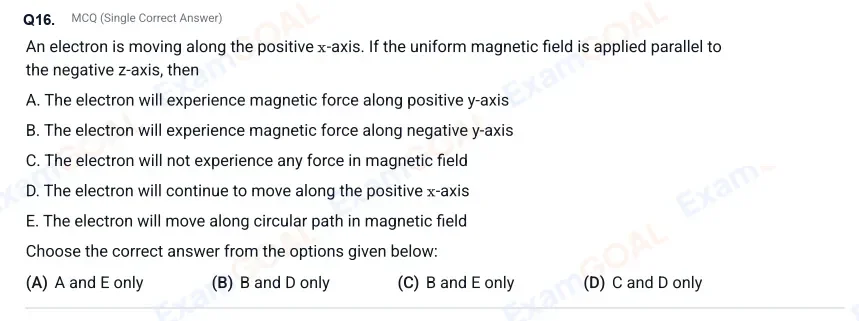 Q16. MCQ (Single Correct Answer)
An electron is moving along the positive x-axis. If the uniform magnetic field is applied parallel to
the negative z-axis, then
A. The electron will experience magnetic force along positive y-axis
B. The electron will experience magnetic force along negative y-axis
C. The electron will not experience any force in magnetic field
D. The electron will continue to move along the positive x-axis
E. The electron will move along circular path in magnetic field
Choose the correct answer from the options given below:
(A) A and E only (B) B and D only (C) B and E only (D) C and D only